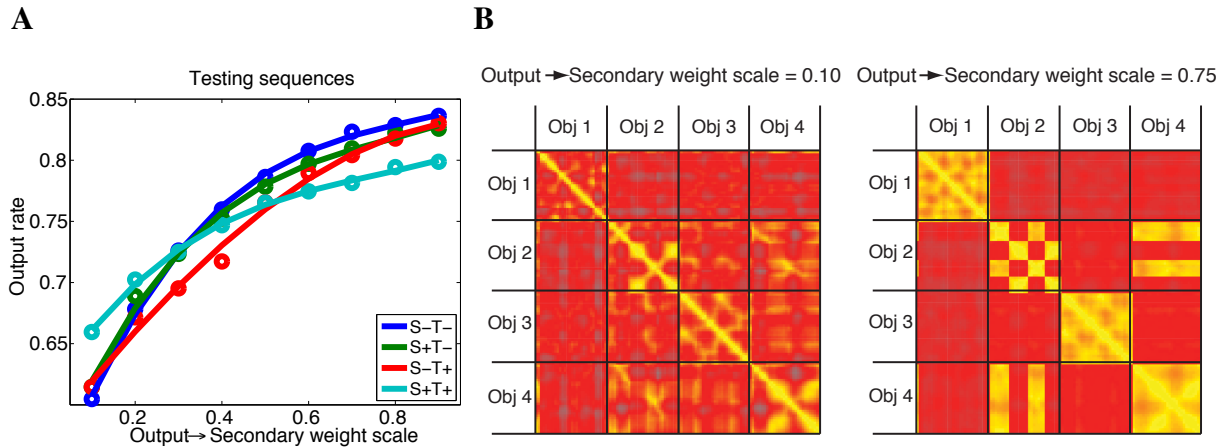 A
Testing sequences
Output rate
0.85
0.8
0.75
0.7
0.65
0.2 0.4 0.6 0.8
Output→Secondary weight scale
S−T−
S+T−
S−T+
S+T+
B
Output→Secondary weight scale = 0.10
Obj 1 Obj 2 Obj 3 Obj 4
Obj 1
Obj 2
Obj 3
Obj 4
Output→Secondary weight scale = 0.75
Obj 1 Obj 2 Obj 3 Obj 4
Obj 1
Obj 2
Obj 3
Obj 4